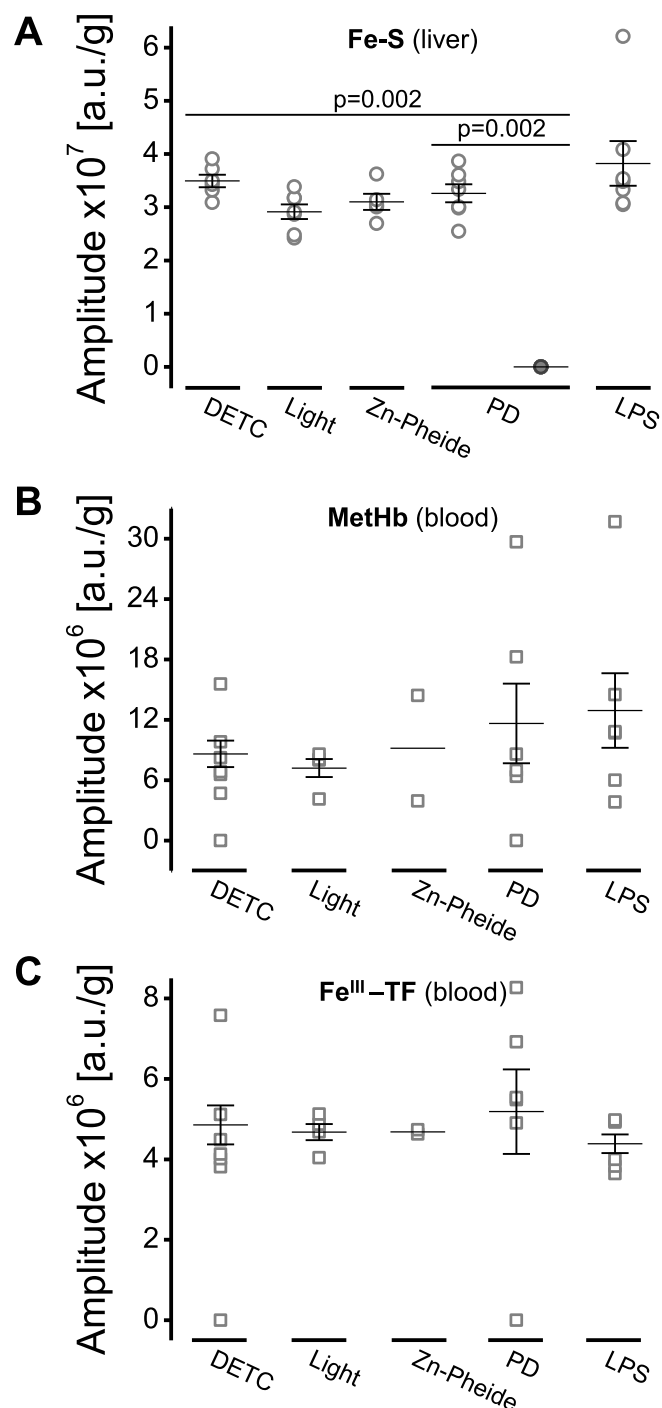 A
Fe-S (liver)
Amplitude x10⁷ [a.u./g]
6
5
4
3
2
1
0
p=0.002
p=0.002
DETC
Light
Zn-Pheide
PD
LPS
B
MetHb (blood)
Amplitude x10⁶ [a.u./g]
30
24
18
12
6
0
DETC
Light
Zn-Pheide
PD
LPS
C
Feᴵᴵᴵ–TF (blood)
Amplitude x10⁶ [a.u./g]
8
6
4
2
0
DETC
Light
Zn-Pheide
PD
LPS